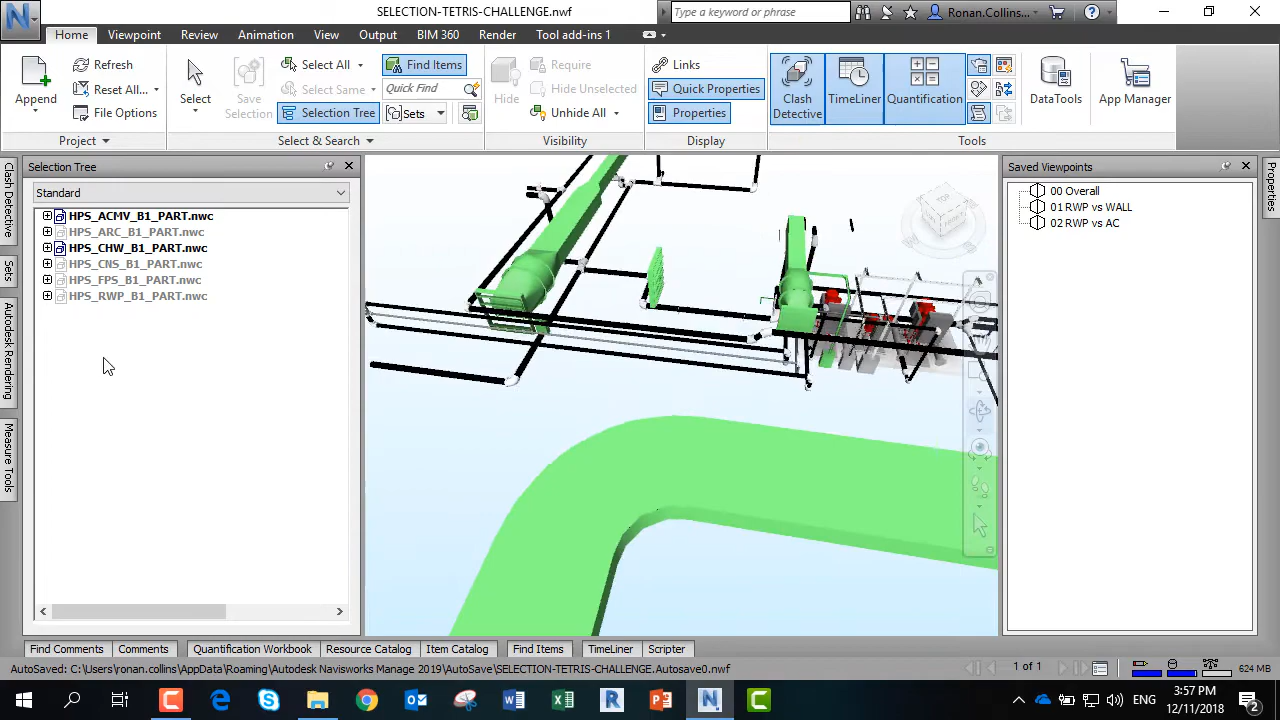 SELECTION-TETRIS-CHALLENGE.nwf
Type a keyword or phrase
Ronan.Collins...
Home Viewpoint Review Animation View Output BIM 360 Render Tool add-ins 1
Append
Refresh
Reset All...
File Options
Project
Select
Save Selection
Select All
Select Same
Selection Tree
Find Items
Quick Find
Sets
Select & Search
Hide
Require
Hide Unselected
Unhide All
Visibility
Links
Quick Properties
Properties
Display
Clash Detective
TimeLiner
Quantification
DataTools
App Manager
Tools
Clash Detective
Sets
Autodesk Rendering
Measure Tools
Selection Tree
Standard
HPS_ACMV_B1_PART.nwc
HPS_ARC_B1_PART.nwc
HPS_CHW_B1_PART.nwc
HPS_CNS_B1_PART.nwc
HPS_FPS_B1_PART.nwc
HPS_RWP_B1_PART.nwc
TOP
FRONT
Saved Viewpoints
00 Overall
01 RWP vs WALL
02 RWP vs AC
Properties
Find Comments Comments Quantification Workbook Resource Catalog Item Catalog Find Items TimeLiner Scripter
AutoSaved: C:\Users\ronan.collins\AppData\Roaming\Autodesk Navisworks Manage 2019\AutoSave\SELECTION-TETRIS-CHALLENGE.Autosave0.nwf
1 of 1
624 MB
ENG
3:57 PM
12/11/2018
2